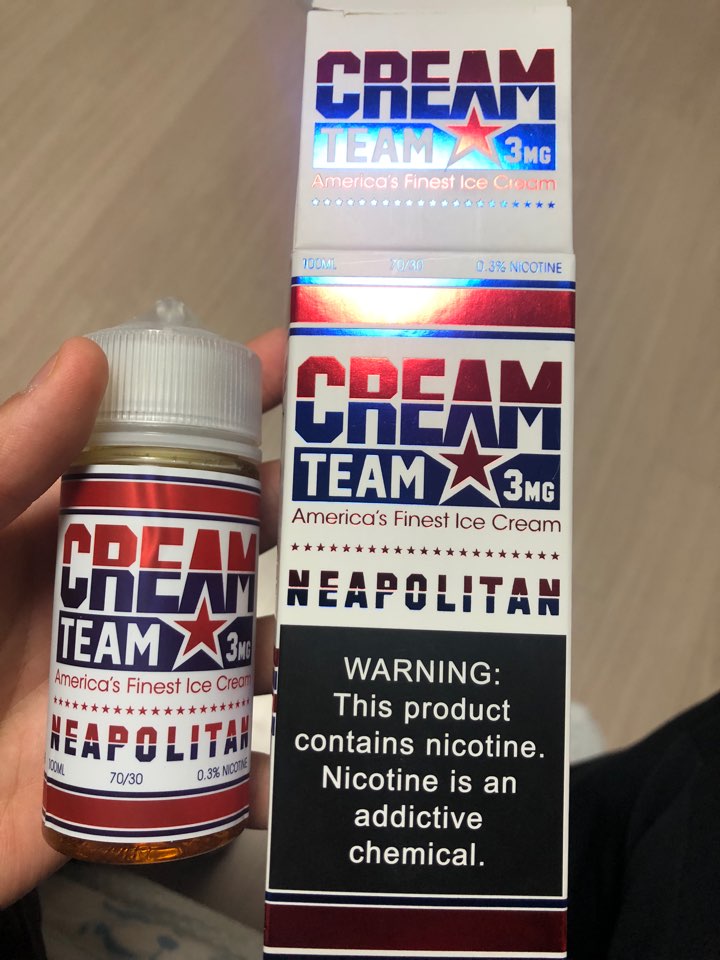 CREAM
TEAM 3MG
America's Finest Ice Cream
100ML 70/30 0.3% NICOTINE
CREAM
TEAM 3MG
America's Finest Ice Cream
NEAPOLITAN
WARNING:
This product
contains nicotine.
Nicotine is an
addictive
chemical.
CREAM
TEAM 3MG
America's Finest Ice Cream
NEAPOLITAN
100ML 70/30 0.3% NICOTINE